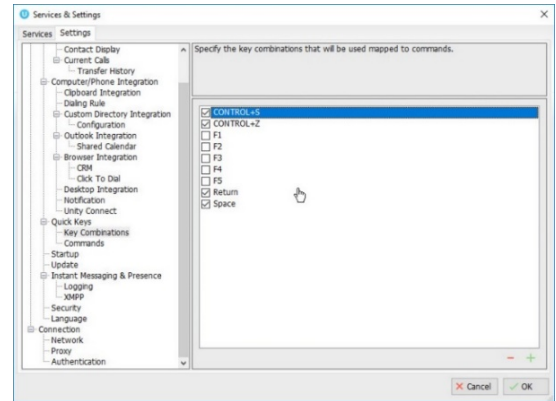 Services & Settings
Services Settings
Contact Display
Current Calls
Transfer History
Computer/Phone Integration
Clipboard Integration
Dialing Rule
Custom Directory Integration
Configuration
Outlook Integration
Shared Calendar
Browser Integration
CRM
Click To Dial
Desktop Integration
Notification
Unity Connect
Quick Keys
Key Combinations
Commands
Startup
Update
Instant Messaging & Presence
Logging
XMPP
Security
Language
Connection
Network
Proxy
Authentication
Specify the key combinations that will be used mapped to commands.
CONTROL+S
CONTROL+Z
F1
F2
F3
F4
F5
Return
Space
Cancel OK